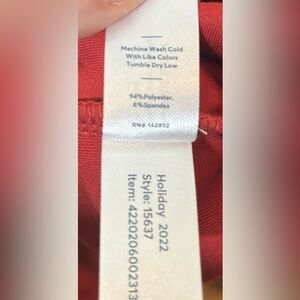 Machine Wash Cold
With Like Colors
Tumble Dry Low
94% Polyester,
6% Spandex
RN# 142892
Holiday 2022
Style: 15637
Item: 4220206002313